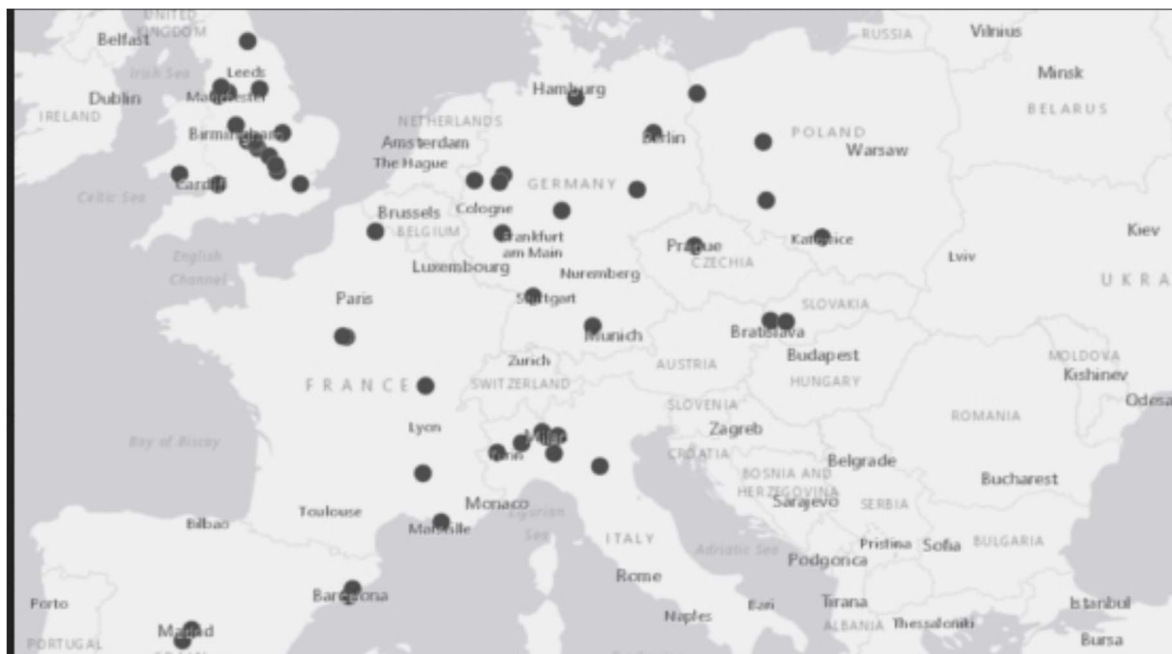 UNITED
KINGDOM
Belfast
Leeds
Irish Sea
Dublin
Manchester
IRELAND
Birmingham
Cardiff
Celtic Sea
English
Channel
Hamburg
NETHERLANDS
Amsterdam
The Hague
Berlin
GERMANY
Brussels
BELGIUM
Cologne
Frankfurt
am Main
Luxembourg
Nuremberg
Paris
Stuttgart
Munich
Zurich
SWITZERLAND
FRANCE
Lyon
Bay of Biscay
Bilbao
Toulouse
Marseille
Monaco
Barcelona
Porto
PORTUGAL
Madrid
RUSSIA
Vilnius
Minsk
BELARUS
POLAND
Warsaw
Katowice
Prague
CZECHIA
Lviv
Kiev
UKRA
SLOVAKIA
Bratislava
Budapest
AUSTRIA
HUNGARY
MOLDOVA
Kishinev
Odesa
SLOVENIA
Zagreb
CROATIA
ROMANIA
Milan
Turin
Ligurian
Sea
ITALY
Rome
Naples
Bari
Adriatic Sea
BOSNIA AND
HERZEGOVINA
Sarajevo
Belgrade
SERBIA
Bucharest
Pristina
Sofia
BULGARIA
Podgorica
Tirana
ALBANIA
Thessaloniki
Istanbul
Bursa